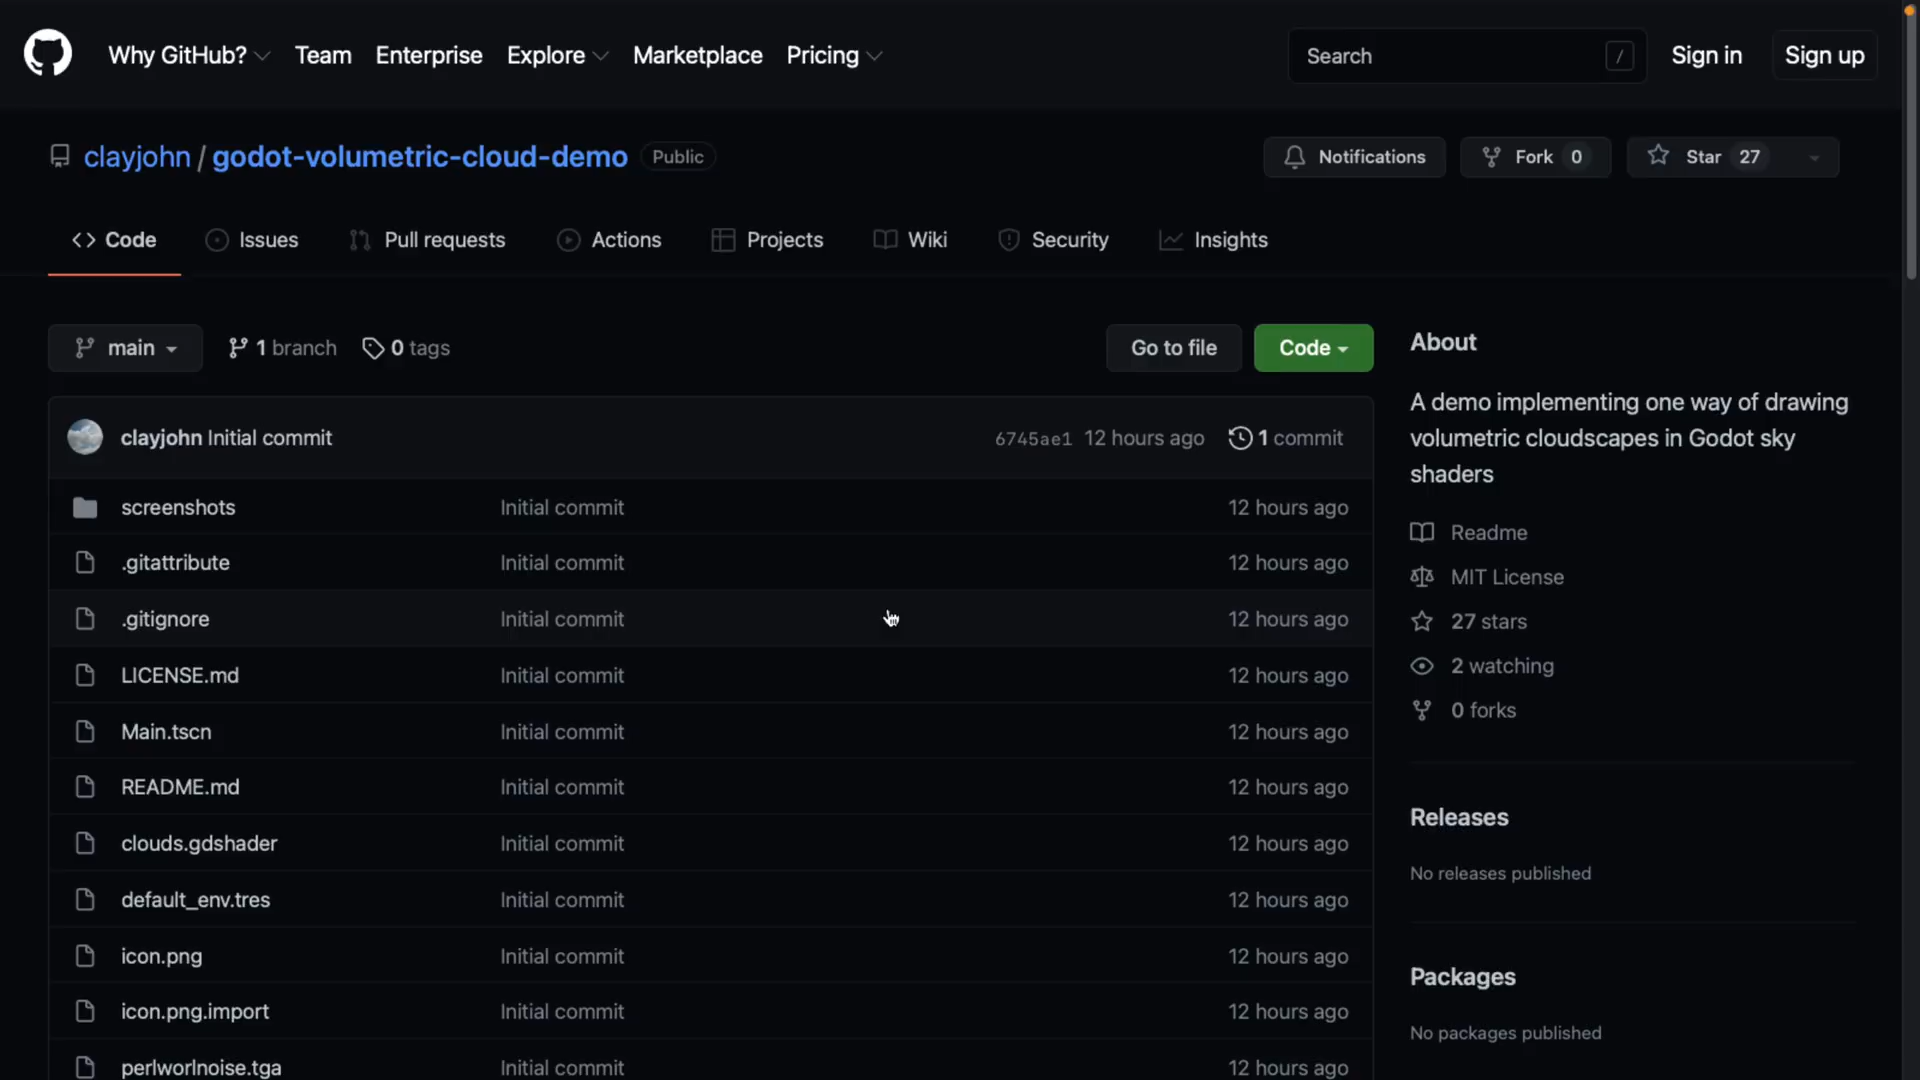 Why GitHub? Team Enterprise Explore Marketplace Pricing Search / Sign in Sign up
clayjohn / godot-volumetric-cloud-demo Public Notifications Fork 0 Star 27
Code Issues Pull requests Actions Projects Wiki Security Insights
main 1 branch 0 tags Go to file Code
clayjohn Initial commit 6745ae1 12 hours ago 1 commit
screenshots Initial commit 12 hours ago
.gitattribute Initial commit 12 hours ago
.gitignore Initial commit 12 hours ago
LICENSE.md Initial commit 12 hours ago
Main.tscn Initial commit 12 hours ago
README.md Initial commit 12 hours ago
clouds.gdshader Initial commit 12 hours ago
default_env.tres Initial commit 12 hours ago
icon.png Initial commit 12 hours ago
icon.png.import Initial commit 12 hours ago
perlworlnoise.tga Initial commit 12 hours ago
About
A demo implementing one way of drawing
volumetric cloudscapes in Godot sky
shaders
Readme
MIT License
27 stars
2 watching
0 forks
Releases
No releases published
Packages
No packages published